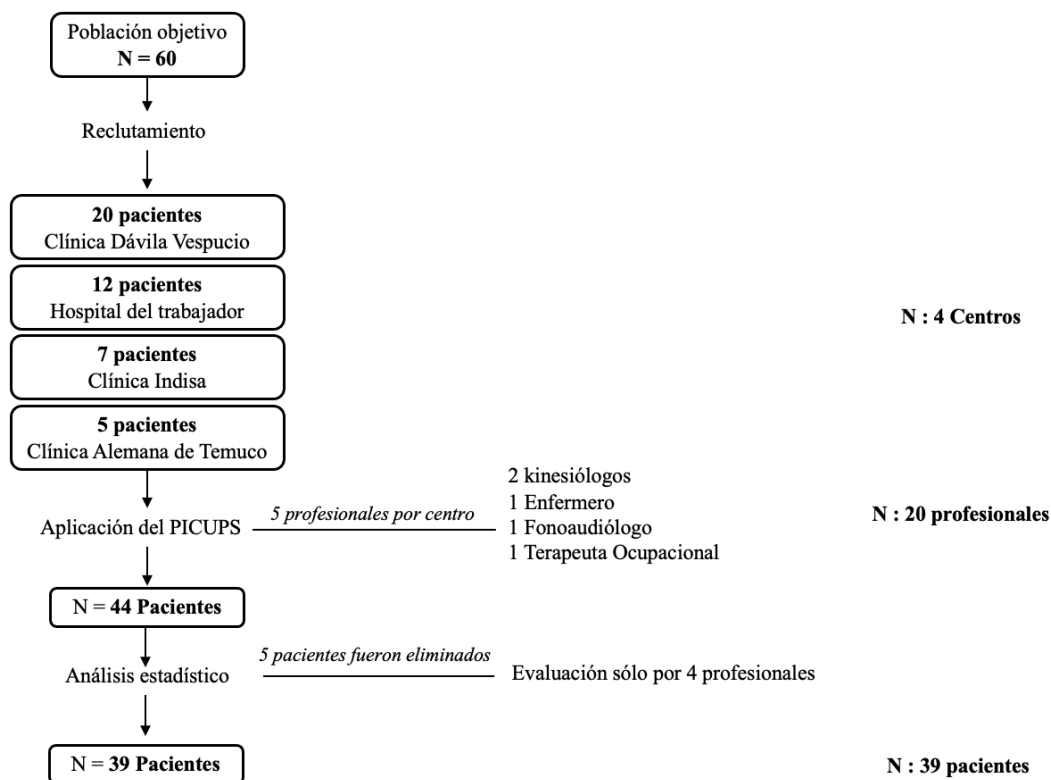 Población objetivo
N = 60
Reclutamiento
20 pacientes
Clínica Dávila Vespucio
12 pacientes
Hospital del trabajador
N : 4 Centros
7 pacientes
Clínica Indisa
5 pacientes
Clínica Alemana de Temuco
Aplicación del PICUPS
5 profesionales por centro
2 kinesiólogos
1 Enfermero
1 Fonoaudiólogo
1 Terapeuta Ocupacional
N : 20 profesionales
N = 44 Pacientes
Análisis estadístico
5 pacientes fueron eliminados
Evaluación sólo por 4 profesionales
N = 39 Pacientes
N : 39 pacientes